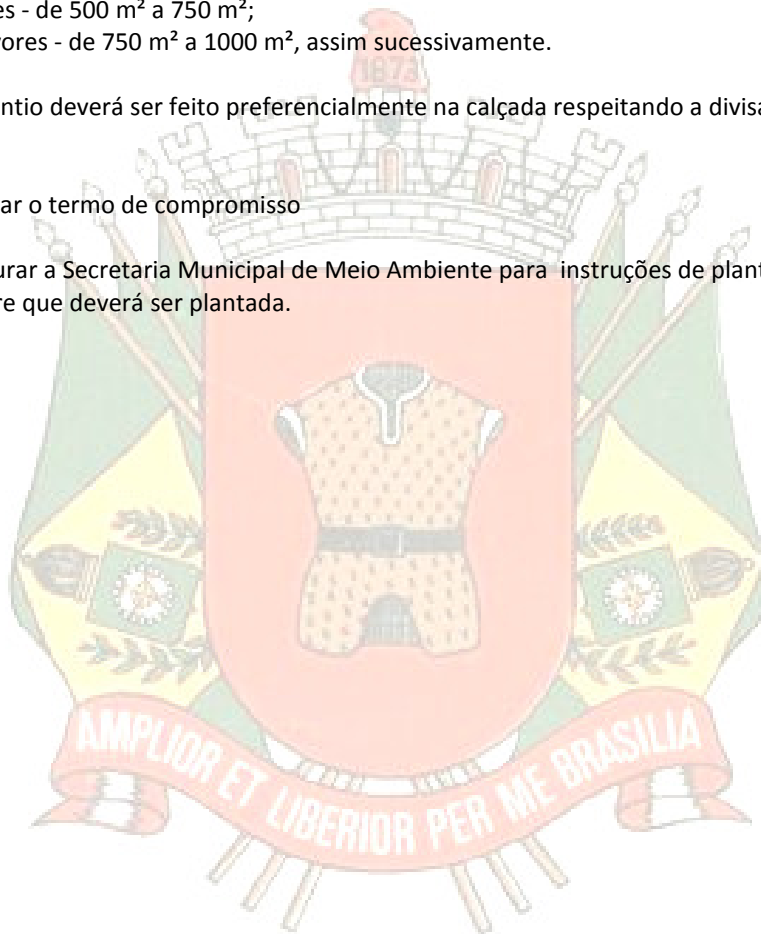 es - de 500 m² a 750 m²;
ores - de 750 m² a 1000 m², assim sucessivamente.
1873
ntio deverá ser feito preferencialmente na calçada respeitando a divisa
ar o termo de compromisso
urar a Secretaria Municipal de Meio Ambiente para instruções de plant
re que deverá ser plantada.
AMPLIOR ET LIBERIOR PER ME BRASILIA